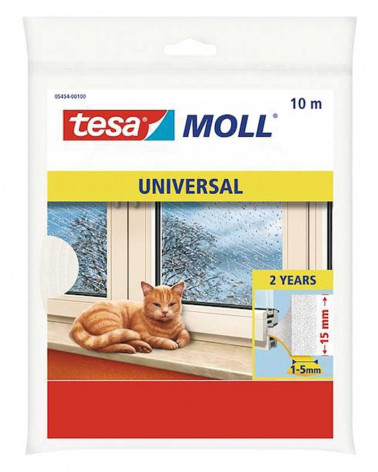 05454-00100
10 m
tesa MOLL®
UNIVERSAL
2 YEARS
15 mm
1-5mm